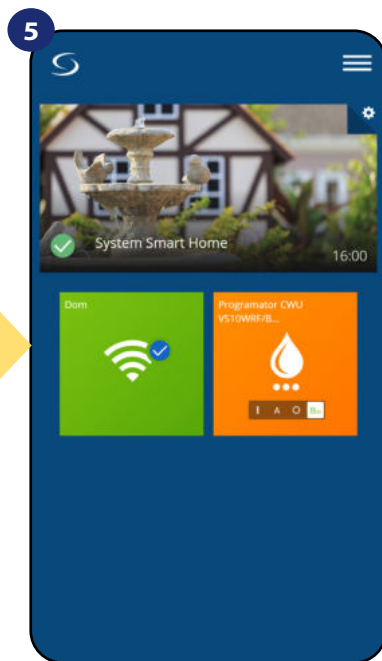 5
System Smart Home
16:00
Dom
Programator CWU
VS10WRF/B...
I A O